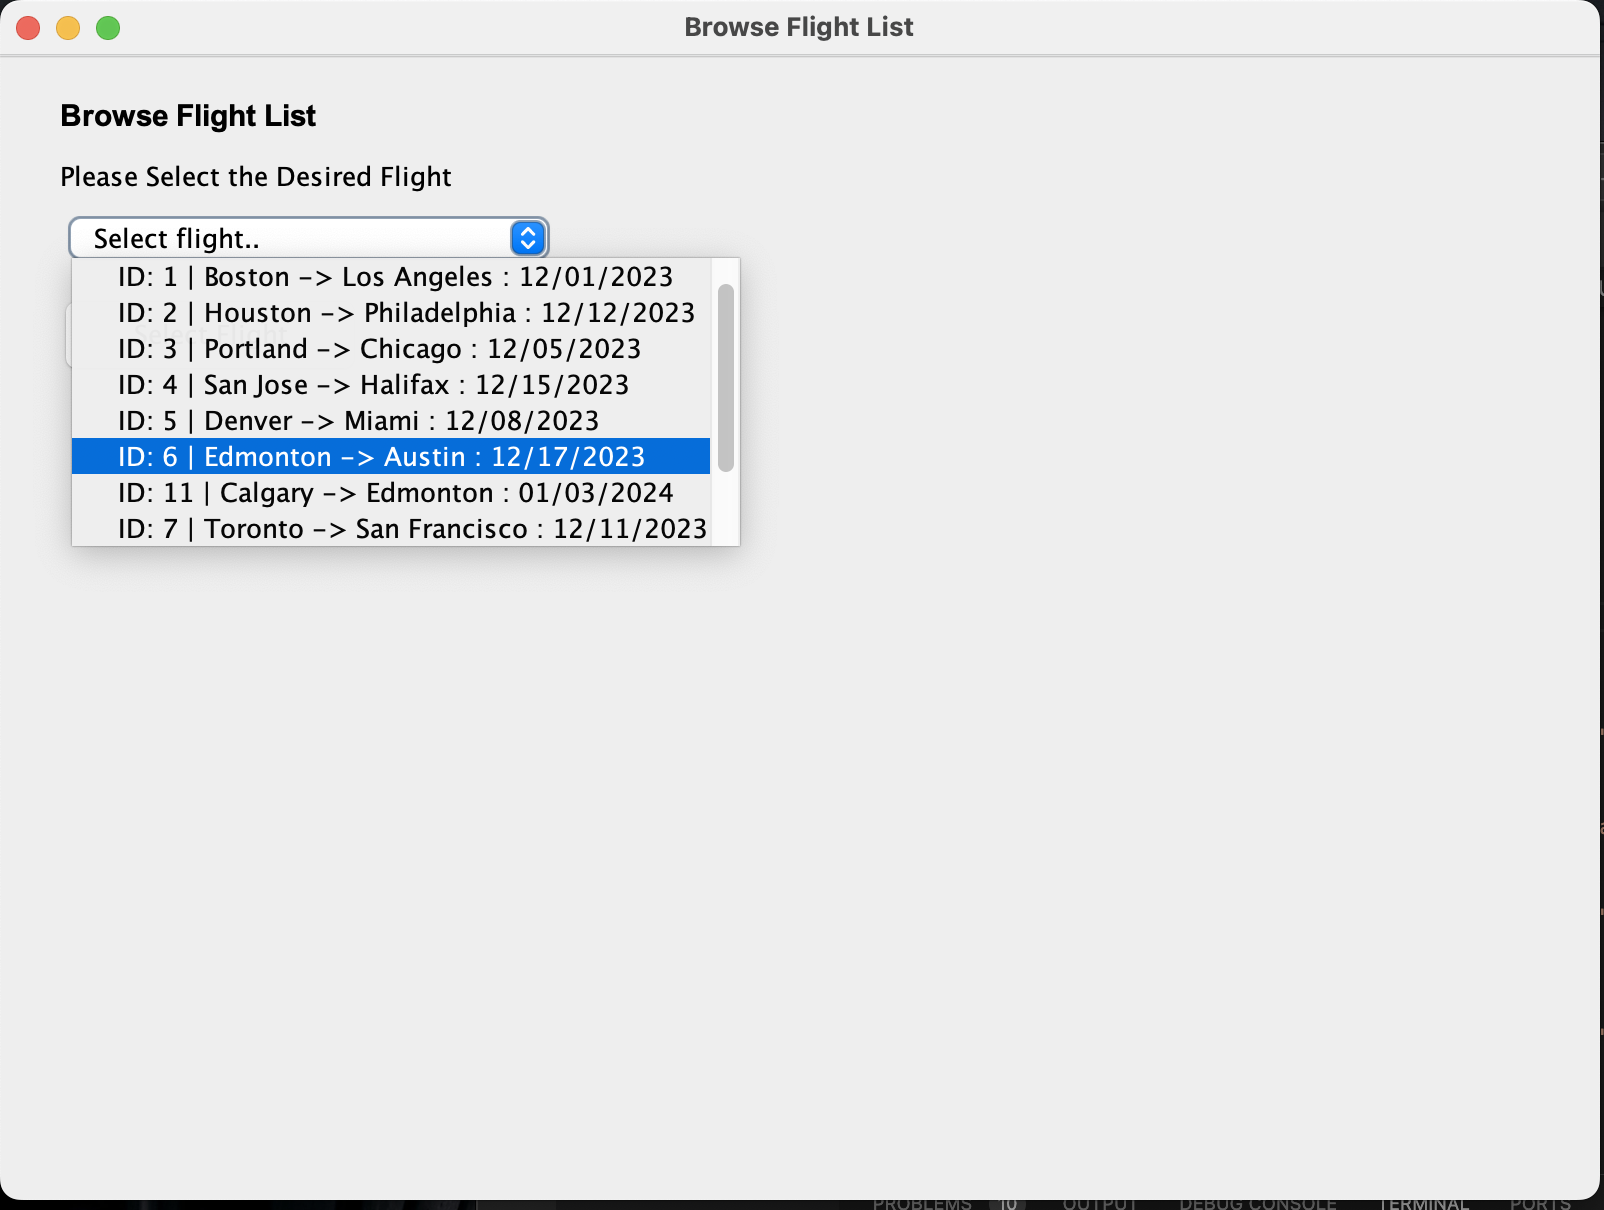 Browse Flight List
Browse Flight List
Please Select the Desired Flight
Select flight..
ID: 1 | Boston -> Los Angeles : 12/01/2023
ID: 2 | Houston -> Philadelphia : 12/12/2023
Select Flight
ID: 3 | Portland -> Chicago : 12/05/2023
ID: 4 | San Jose -> Halifax : 12/15/2023
ID: 5 | Denver -> Miami : 12/08/2023
ID: 6 | Edmonton -> Austin : 12/17/2023
ID: 11 | Calgary -> Edmonton : 01/03/2024
ID: 7 | Toronto -> San Francisco : 12/11/2023
PROBLEMS 10 OUTPUT DEBUG CONSOLE TERMINAL PORTS